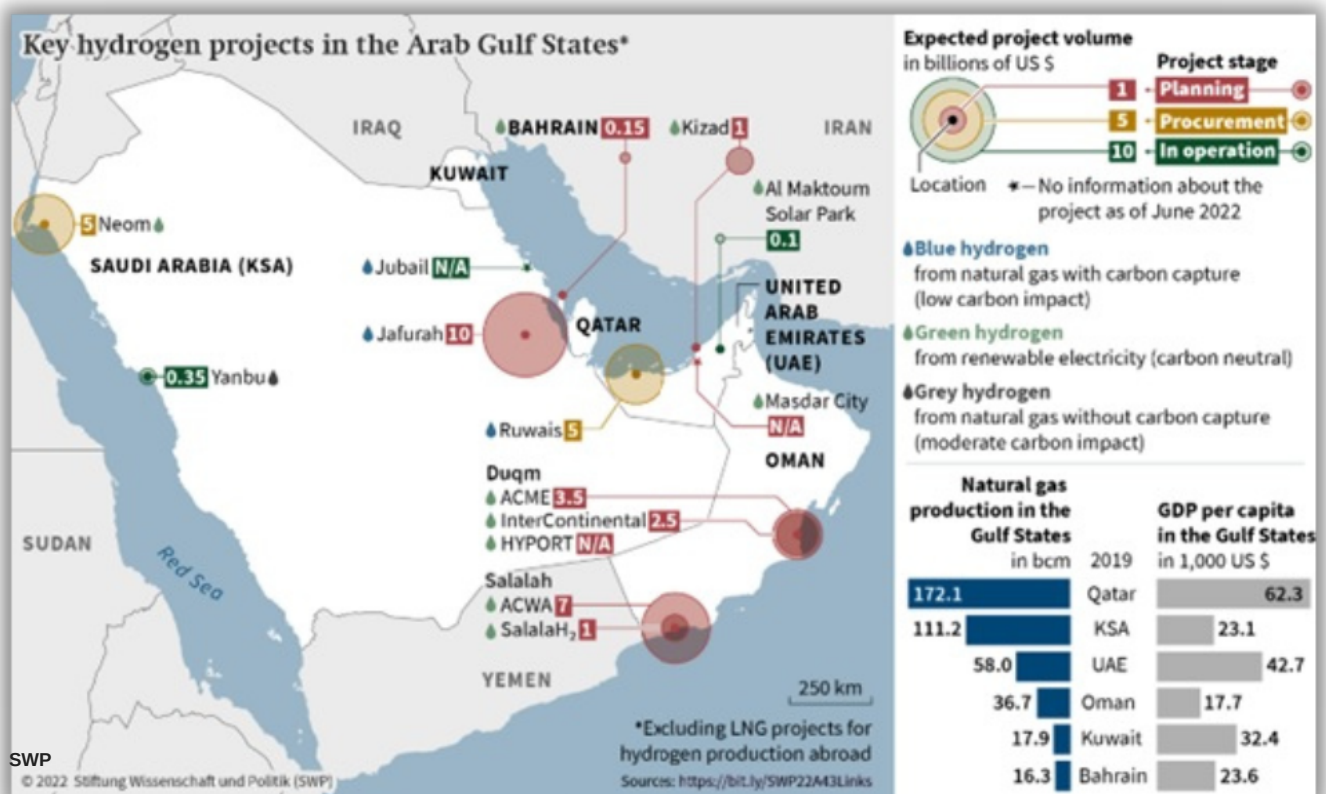 Key hydrogen projects in the Arab Gulf States*
IRAQ
BAHRAIN 0.15
Kizad 1
IRAN
KUWAIT
Al Maktoum
Solar Park
0.1
5 Neom
SAUDI ARABIA (KSA)
Jubail N/A
UNITED
ARAB
EMIRATES
(UAE)
QATAR
Jafurah 10
0.35 Yanbu
Masdar City
N/A
Ruwais 5
OMAN
Duqm
ACME 3.5
InterContinental 2.5
HYPORT N/A
SUDAN
Red Sea
Salalah
ACWA 7
SalalaH₂ 1
YEMEN
250 km
*Excluding LNG projects for
hydrogen production abroad
SWP
© 2022 Stiftung Wissenschaft und Politik (SWP)
Sources: https://bit.ly/SWP22A43Links
Expected project volume
in billions of US $
Project stage
1 Planning
5 Procurement
10 In operation
Location
*– No information about the
project as of June 2022
Blue hydrogen
from natural gas with carbon capture
(low carbon impact)
Green hydrogen
from renewable electricity (carbon neutral)
Grey hydrogen
from natural gas without carbon capture
(moderate carbon impact)
Natural gas
production in the
Gulf States
in bcm
2019
GDP per capita
in the Gulf States
in 1,000 US $
172.1 Qatar 62.3
111.2 KSA 23.1
58.0 UAE 42.7
36.7 Oman 17.7
17.9 Kuwait 32.4
16.3 Bahrain 23.6